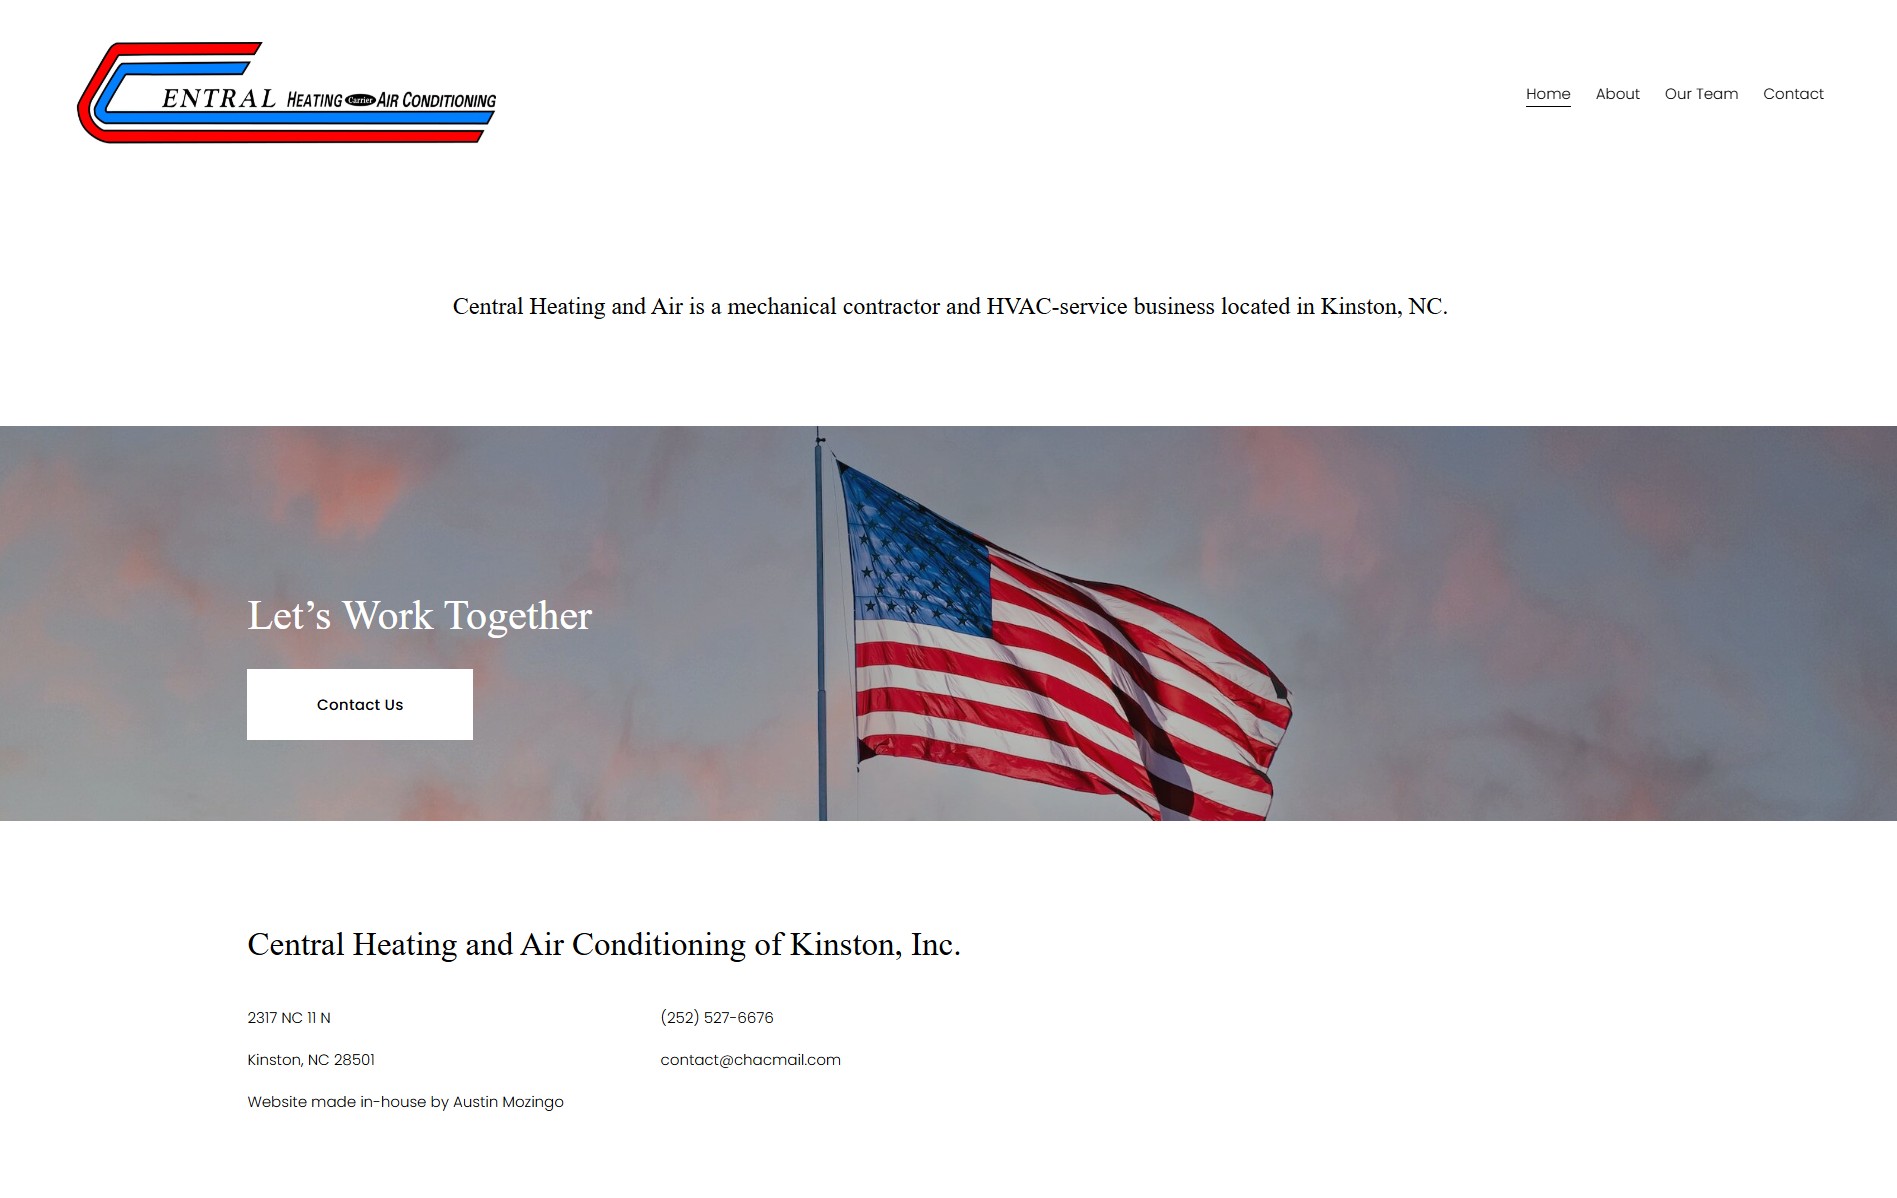 ENTRAL HEATING Carrier AIR CONDITIONING
Home About Our Team Contact
Central Heating and Air is a mechanical contractor and HVAC-service business located in Kinston, NC.
Let’s Work Together
Contact Us
Central Heating and Air Conditioning of Kinston, Inc.
2317 NC 11 N
Kinston, NC 28501
Website made in-house by Austin Mozingo
(252) 527-6676
contact@chacmail.com